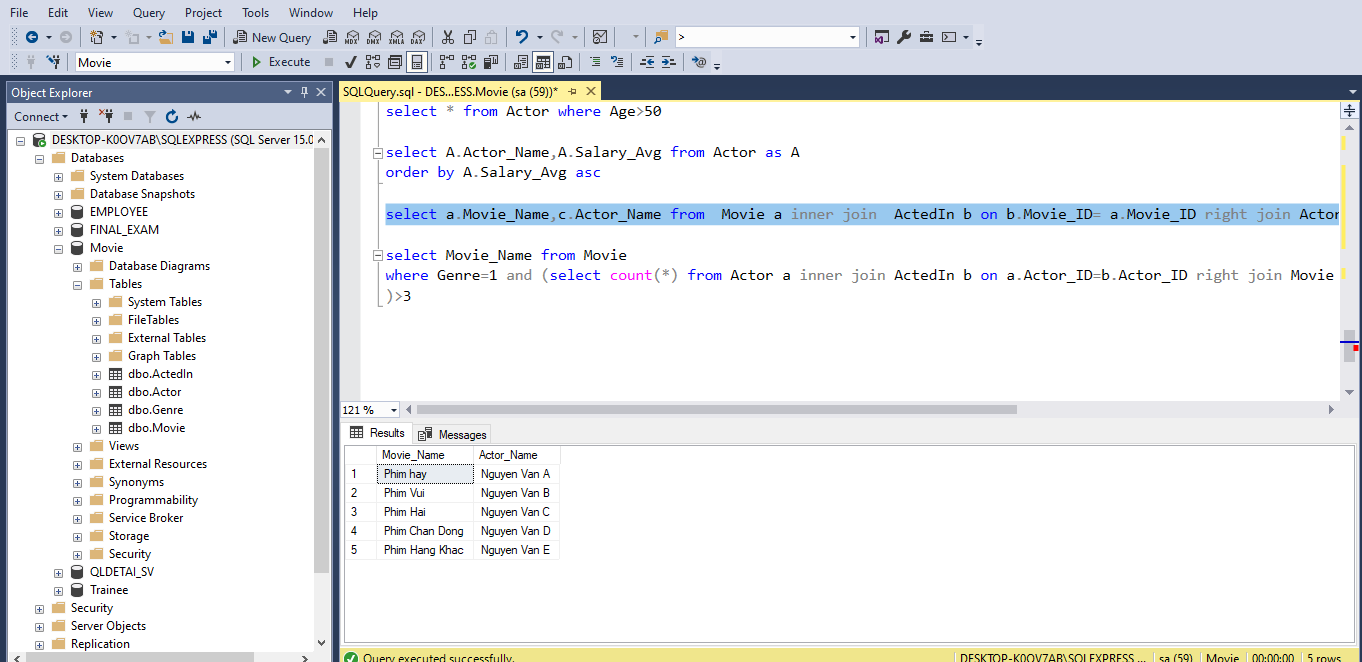 File Edit View Query Project Tools Window Help
New Query MDX DMX XMLA DAX >
Movie Execute
Object Explorer
Connect
DESKTOP-K0OV7AB\SQLEXPRESS (SQL Server 15.0
Databases
System Databases
Database Snapshots
EMPLOYEE
FINAL_EXAM
Movie
Database Diagrams
Tables
System Tables
FileTables
External Tables
Graph Tables
dbo.ActedIn
dbo.Actor
dbo.Genre
dbo.Movie
Views
External Resources
Synonyms
Programmability
Service Broker
Storage
Security
QLDETAI_SV
Trainee
Security
Server Objects
Replication
SQLQuery.sql - DES...ESS.Movie (sa (59))*
select * from Actor where Age>50
select A.Actor_Name,A.Salary_Avg from Actor as A
order by A.Salary_Avg asc
select a.Movie_Name,c.Actor_Name from  Movie a inner join  ActedIn b on b.Movie_ID= a.Movie_ID right join Actor
select Movie_Name from Movie
where Genre=1 and (select count(*) from Actor a inner join ActedIn b on a.Actor_ID=b.Actor_ID right join Movie
)>3
121 %
Results Messages
Movie_Name Actor_Name
1 Phim hay Nguyen Van A
2 Phim Vui Nguyen Van B
3 Phim Hai Nguyen Van C
4 Phim Chan Dong Nguyen Van D
5 Phim Hang Khac Nguyen Van E
Query executed successfully. DESKTOP-K0OV7AB\SQLEXPRESS ... sa (59) Movie 00:00:00 5 rows